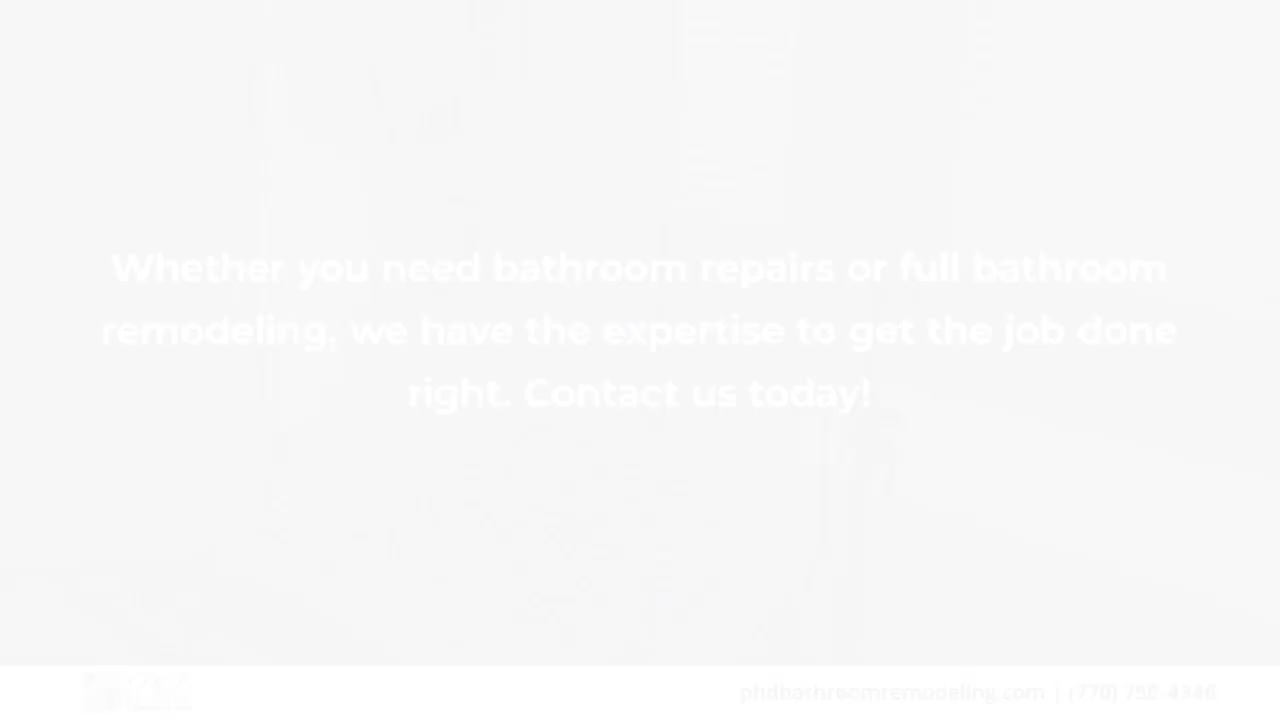 Whether you need bathroom repairs or full bathroom
remodeling, we have the expertise to get the job done
right. Contact us today!
phdbathroomremodeling.com | (770)